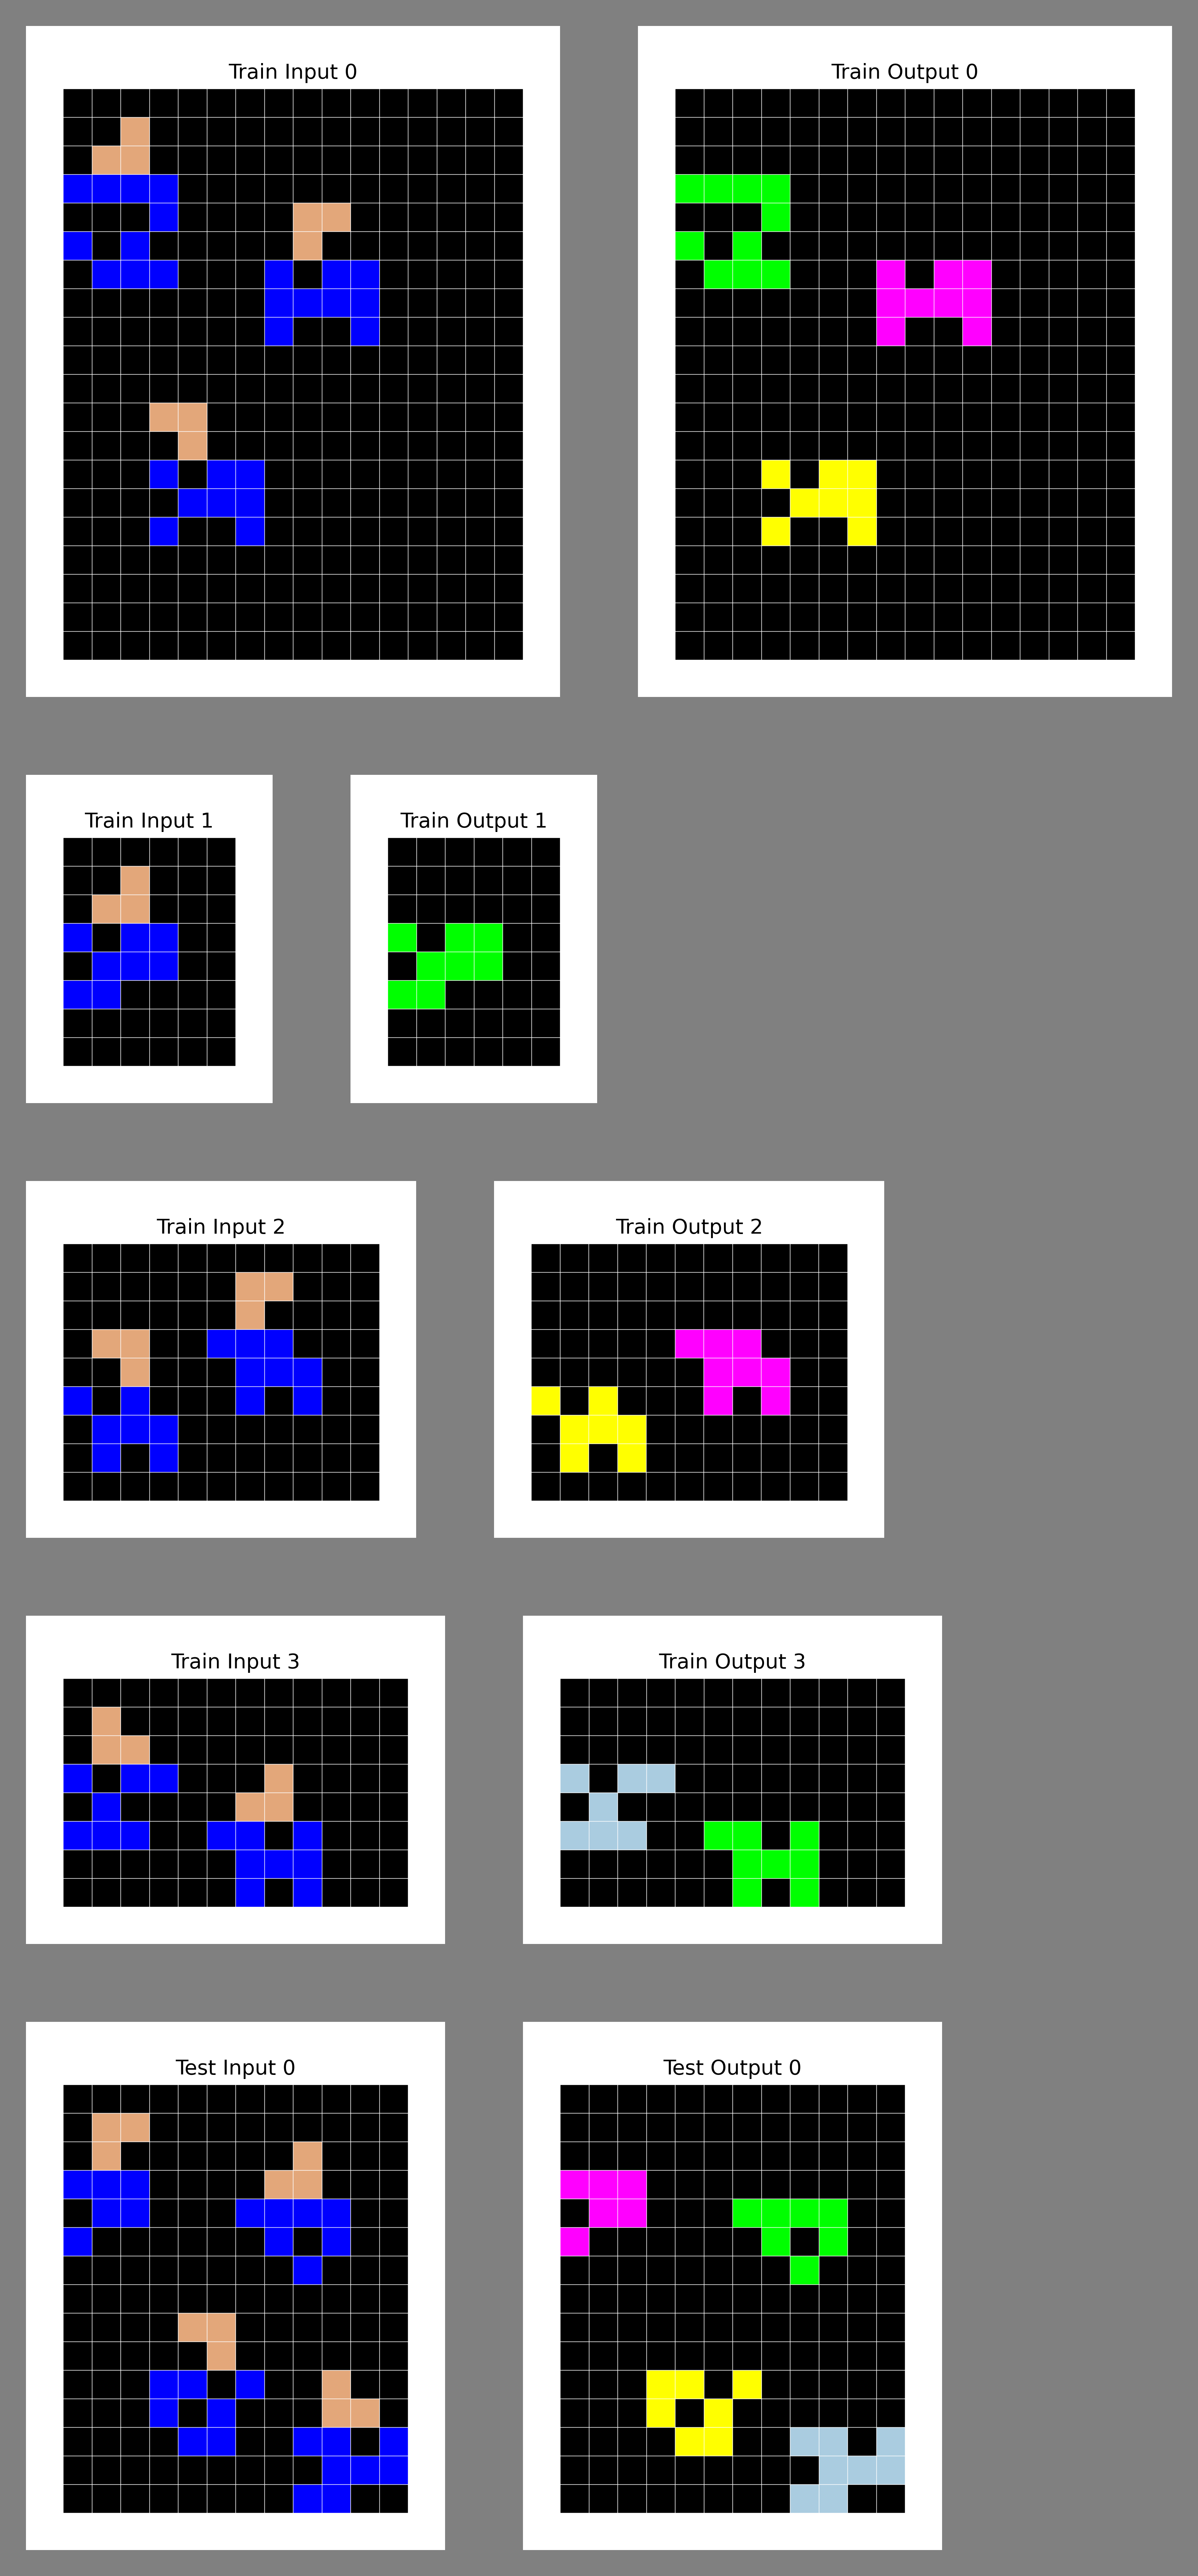 Train Input 0
Train Output 0
Train Input 1
Train Output 1
Train Input 2
Train Output 2
Train Input 3
Train Output 3
Test Input 0
Test Output 0